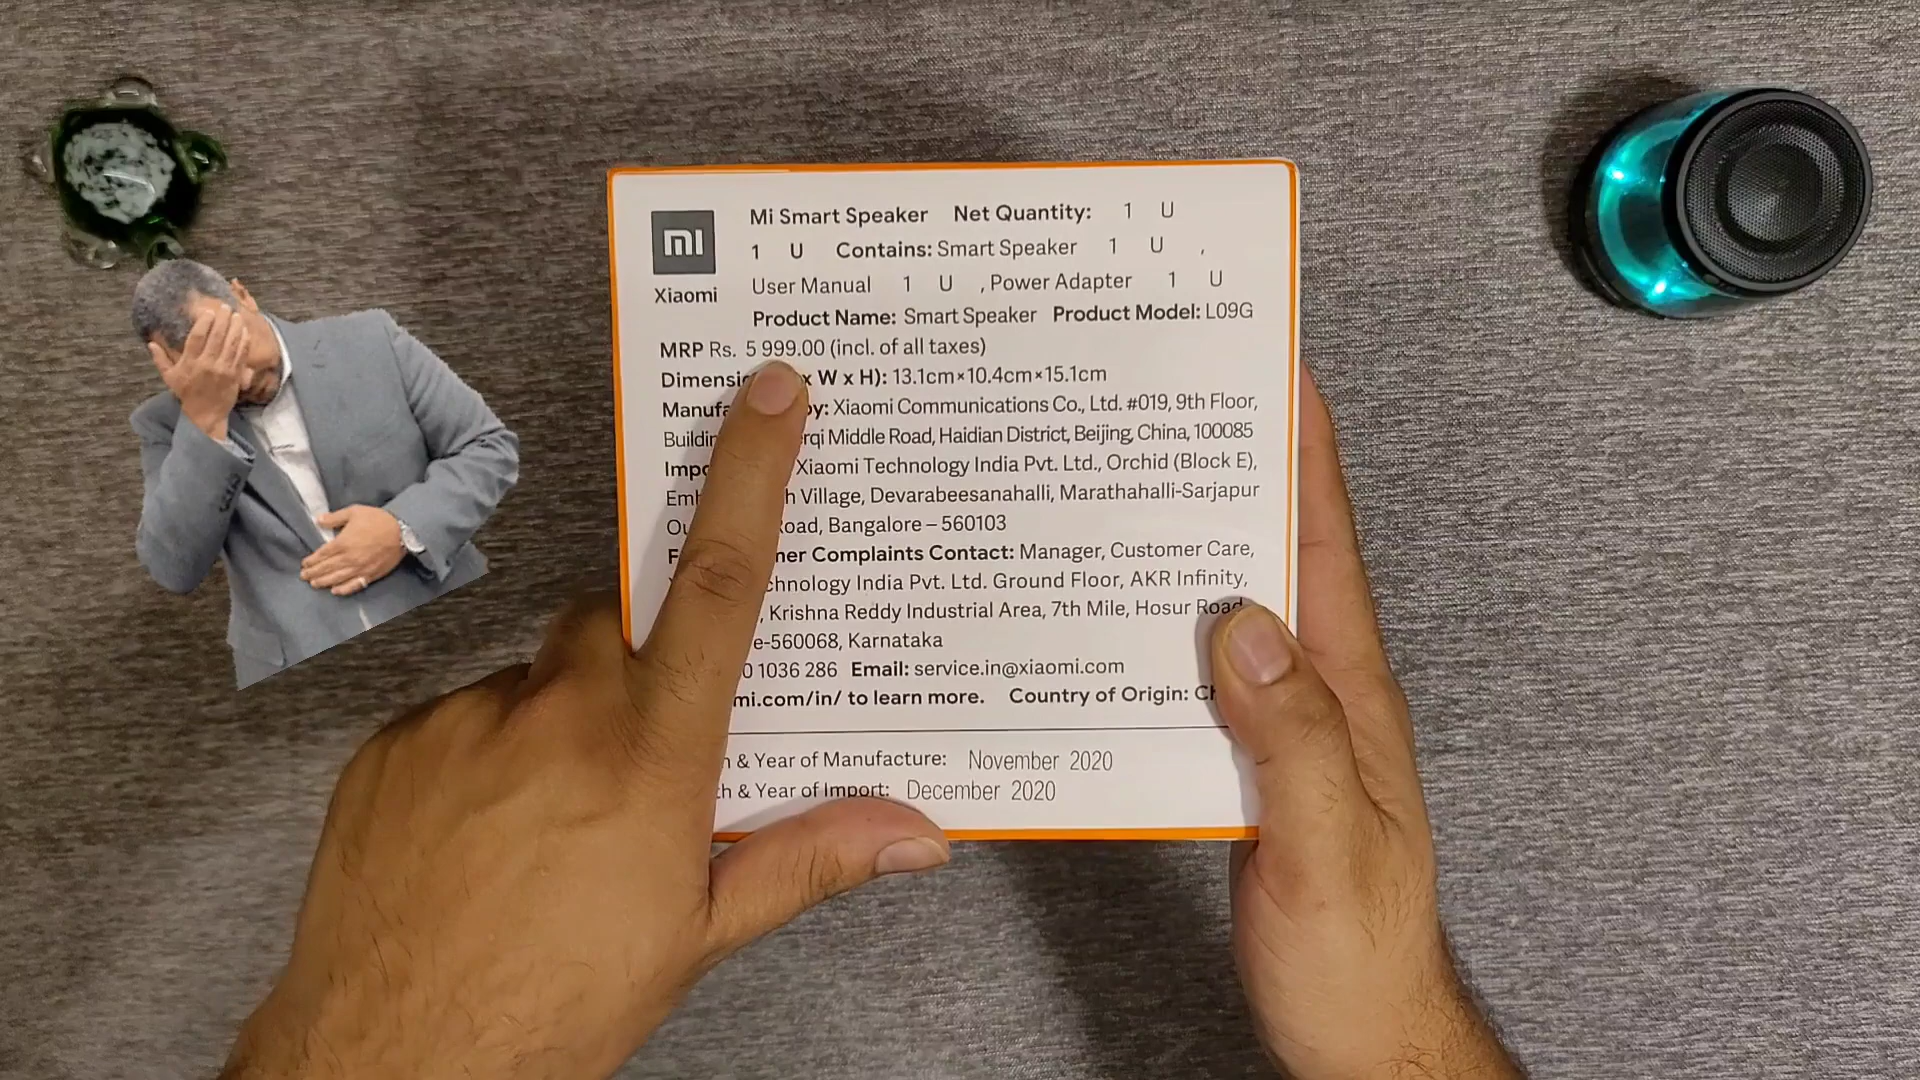 mi
Xiaomi
Mi Smart Speaker Net Quantity: 1 U
1 U Contains: Smart Speaker 1 U ,
User Manual 1 U , Power Adapter 1 U
Product Name: Smart Speaker Product Model: L09G
MRP Rs. 5 999.00 (incl. of all taxes)
x W x H): 13.1cm×10.4cm×15.1cm
by: Xiaomi Communications Co., Ltd. #019, 9th Floor,
Middle Road, Haidian District, Beijing, China, 100085
Xiaomi Technology India Pvt. Ltd., Orchid (Block E),
Village, Devarabeesanahalli, Marathahalli-Sarjapur
Road, Bangalore – 560103
Complaints Contact: Manager, Customer Care,
India Pvt. Ltd. Ground Floor, AKR Infinity,
, Krishna Reddy Industrial Area, 7th Mile, Hosur Road
e-560068, Karnataka
0 1036 286 Email: service.in@xiaomi.com
mi.com/in/ to learn more. Country of Origin:
& Year of Manufacture: November 2020
& Year of Import: December 2020